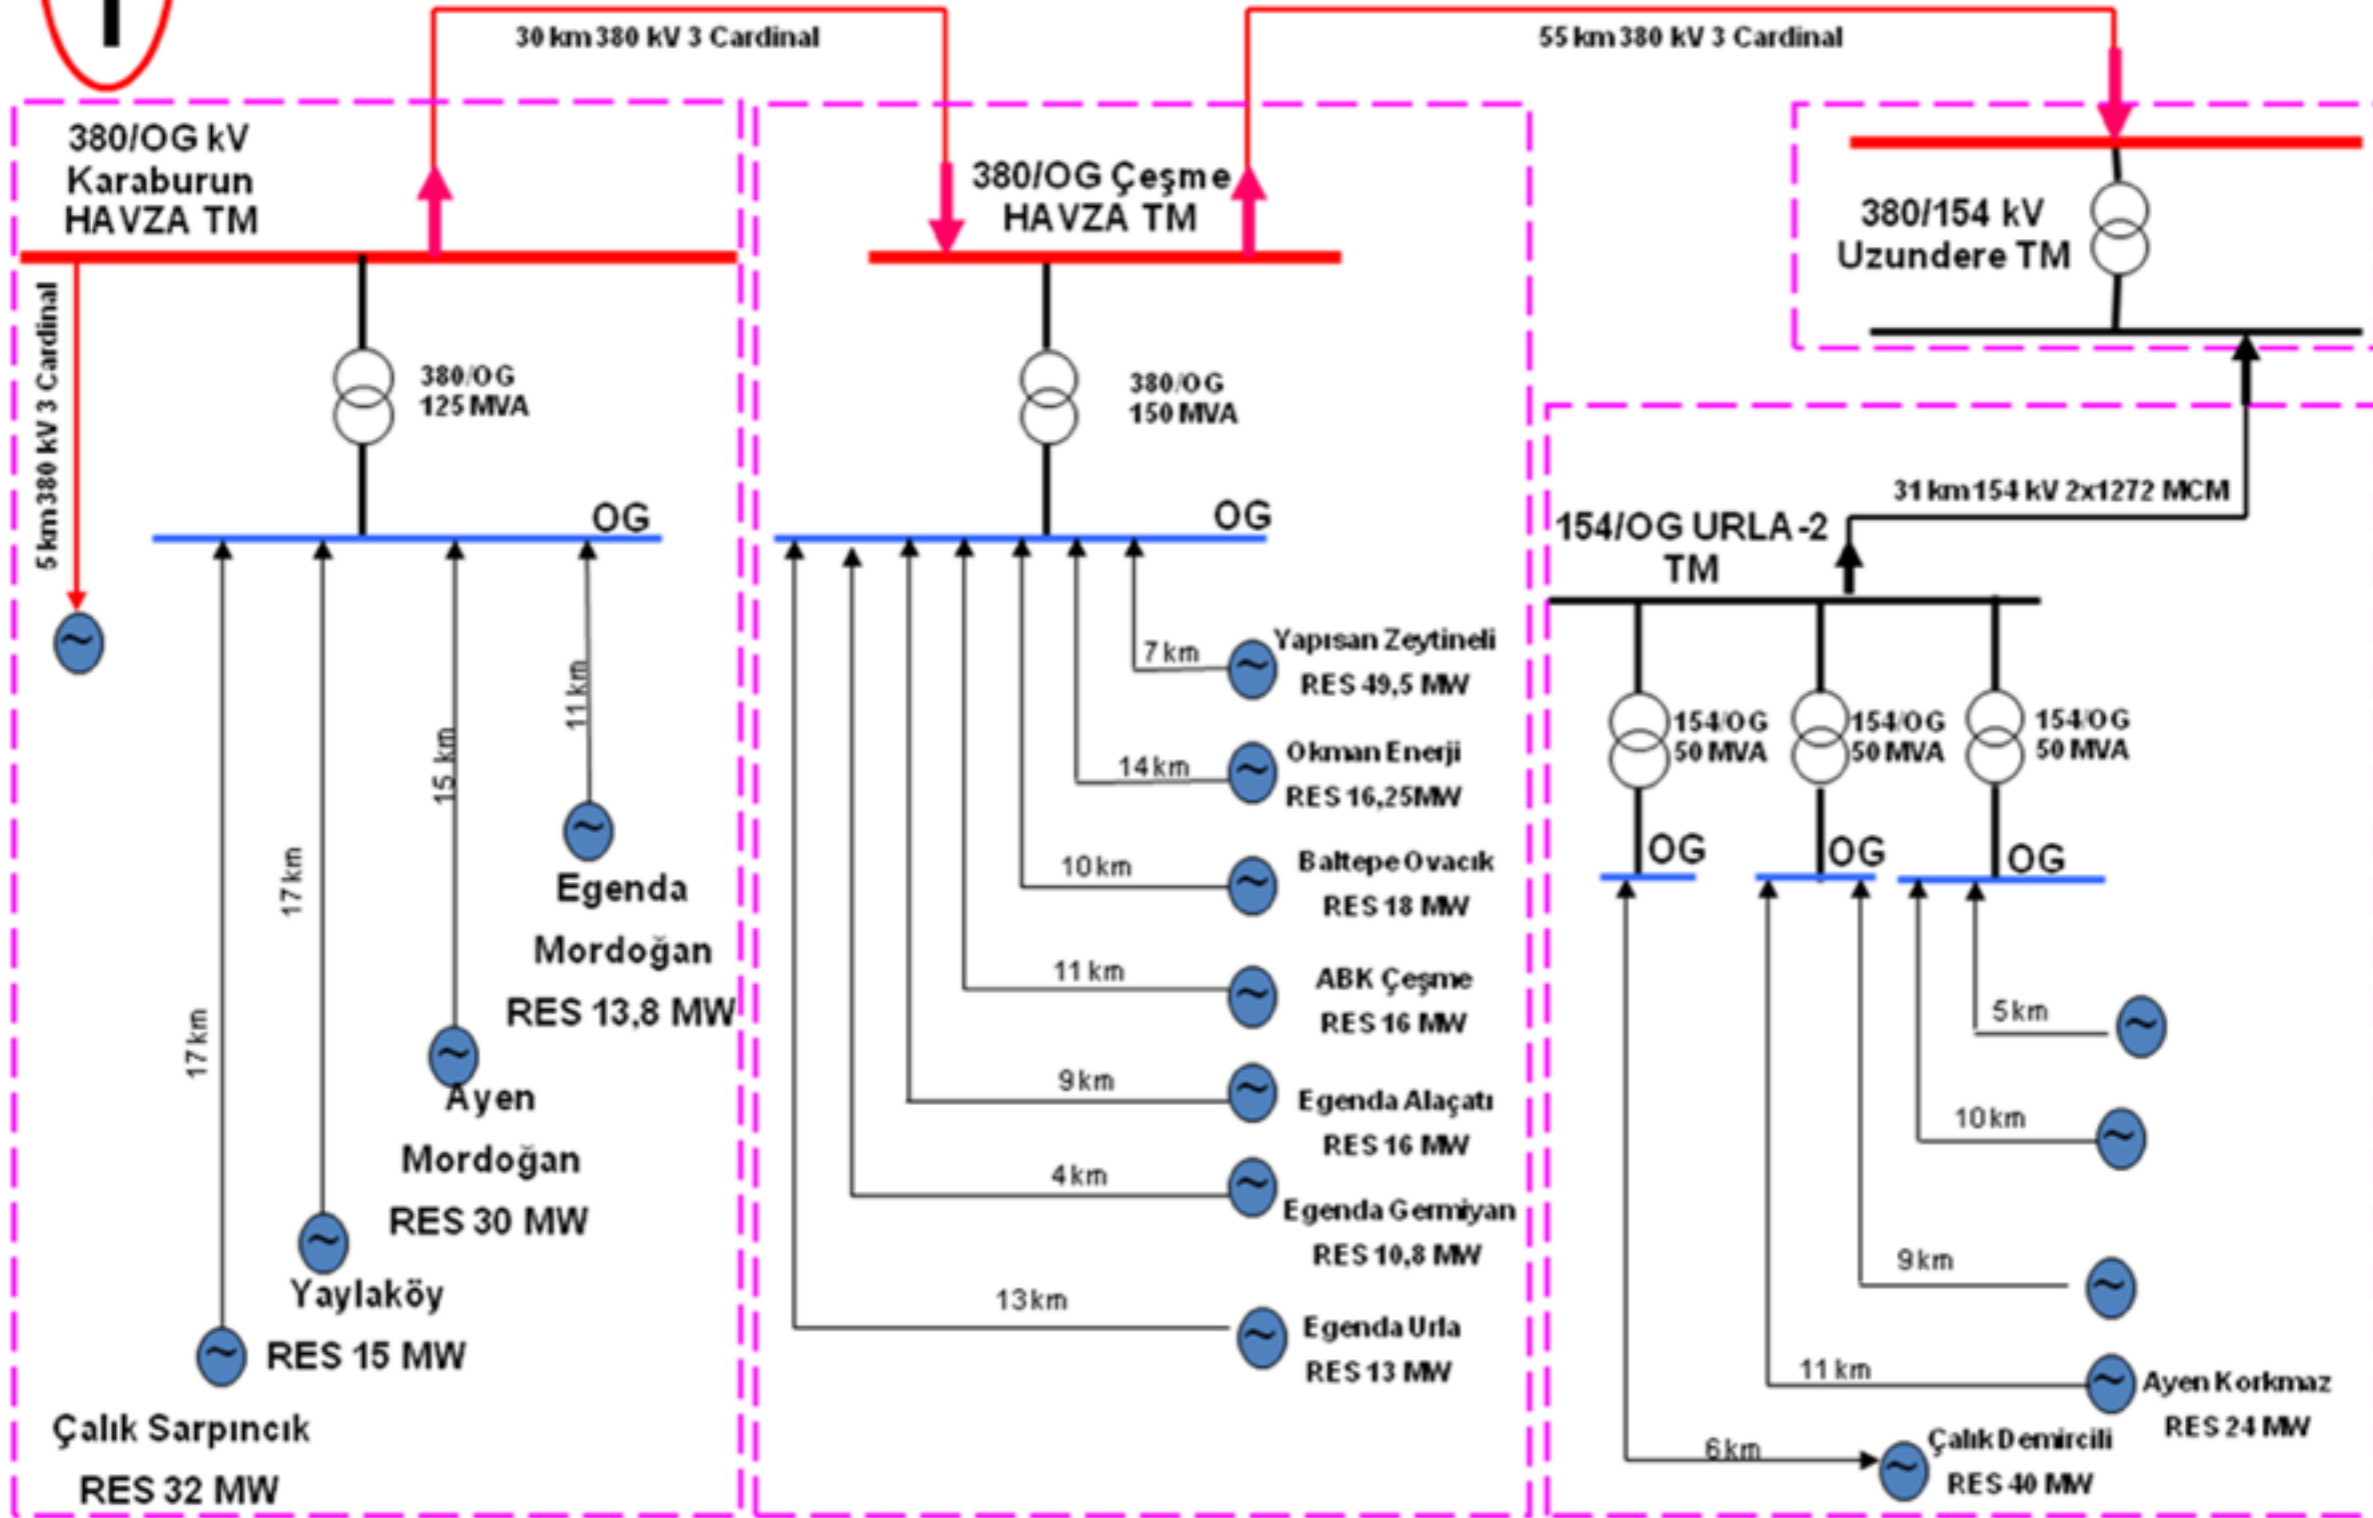 1
30 km 380 kV 3 Cardinal
55 km 380 kV 3 Cardinal
380/OG kV
Karaburun
HAVZA TM
5 km 380 kV 3 Cardinal
380/OG
125 MVA
OG
17 km
17 km
15 km
11 km
Egenda
Mordoğan
RES 13,8 MW
Ayen
Mordoğan
RES 30 MW
Yaylaköy
RES 15 MW
Çalık Sarpıncık
RES 32 MW
380/OG Çeşme
HAVZA TM
380/OG
150 MVA
OG
7 km
Yapısan Zeytineli
RES 49,5 MW
14 km
Okman Enerji
RES 16,25MW
10 km
Baltepe Ovacık
RES 18 MW
11 km
ABK Çeşme
RES 16 MW
9 km
Egenda Alaçatı
RES 16 MW
4 km
Egenda Germiyan
RES 10,8 MW
13 km
Egenda Urla
RES 13 MW
380/154 kV
Uzundere TM
31 km 154 kV 2x1272 MCM
154/OG URLA-2
TM
154/OG
50 MVA
154/OG
50 MVA
154/OG
50 MVA
OG
OG
OG
5 km
10 km
9 km
11 km
Ayen Korkmaz
RES 24 MW
6 km
Çalık Demircili
RES 40 MW